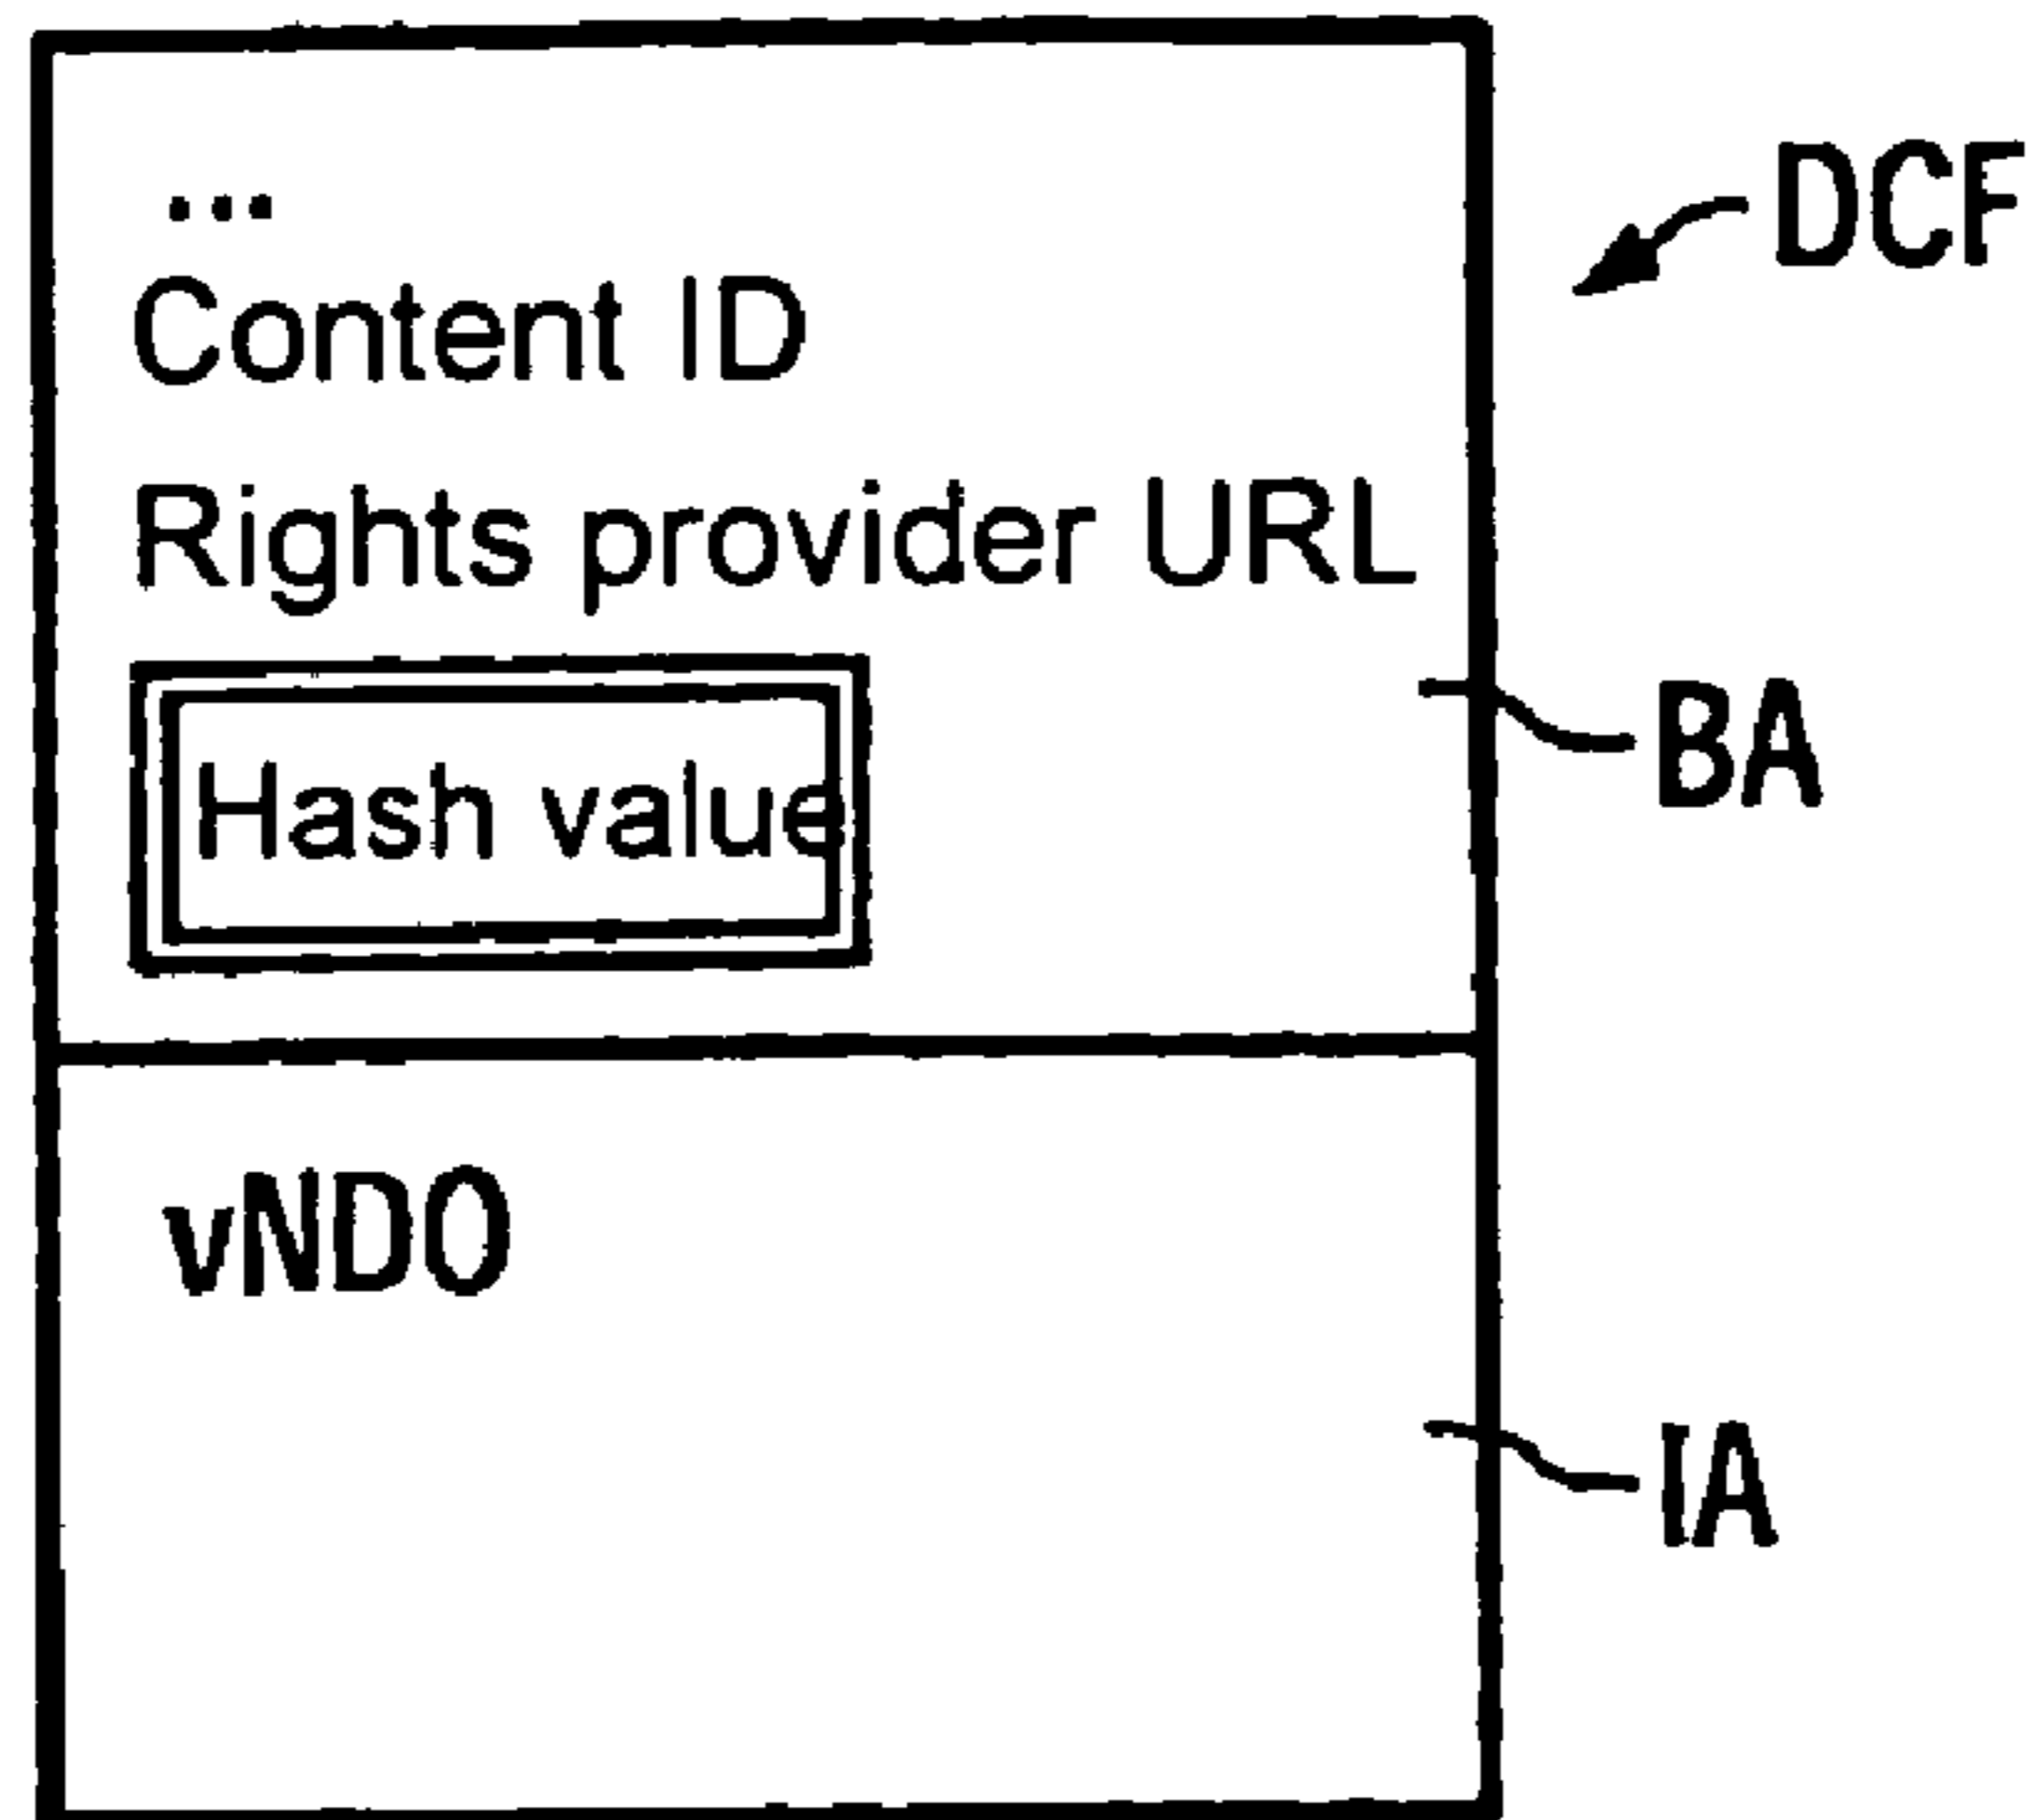 ...
DCF
Content ID
Rights provider URL
BA
Hash value
vNDO
IA